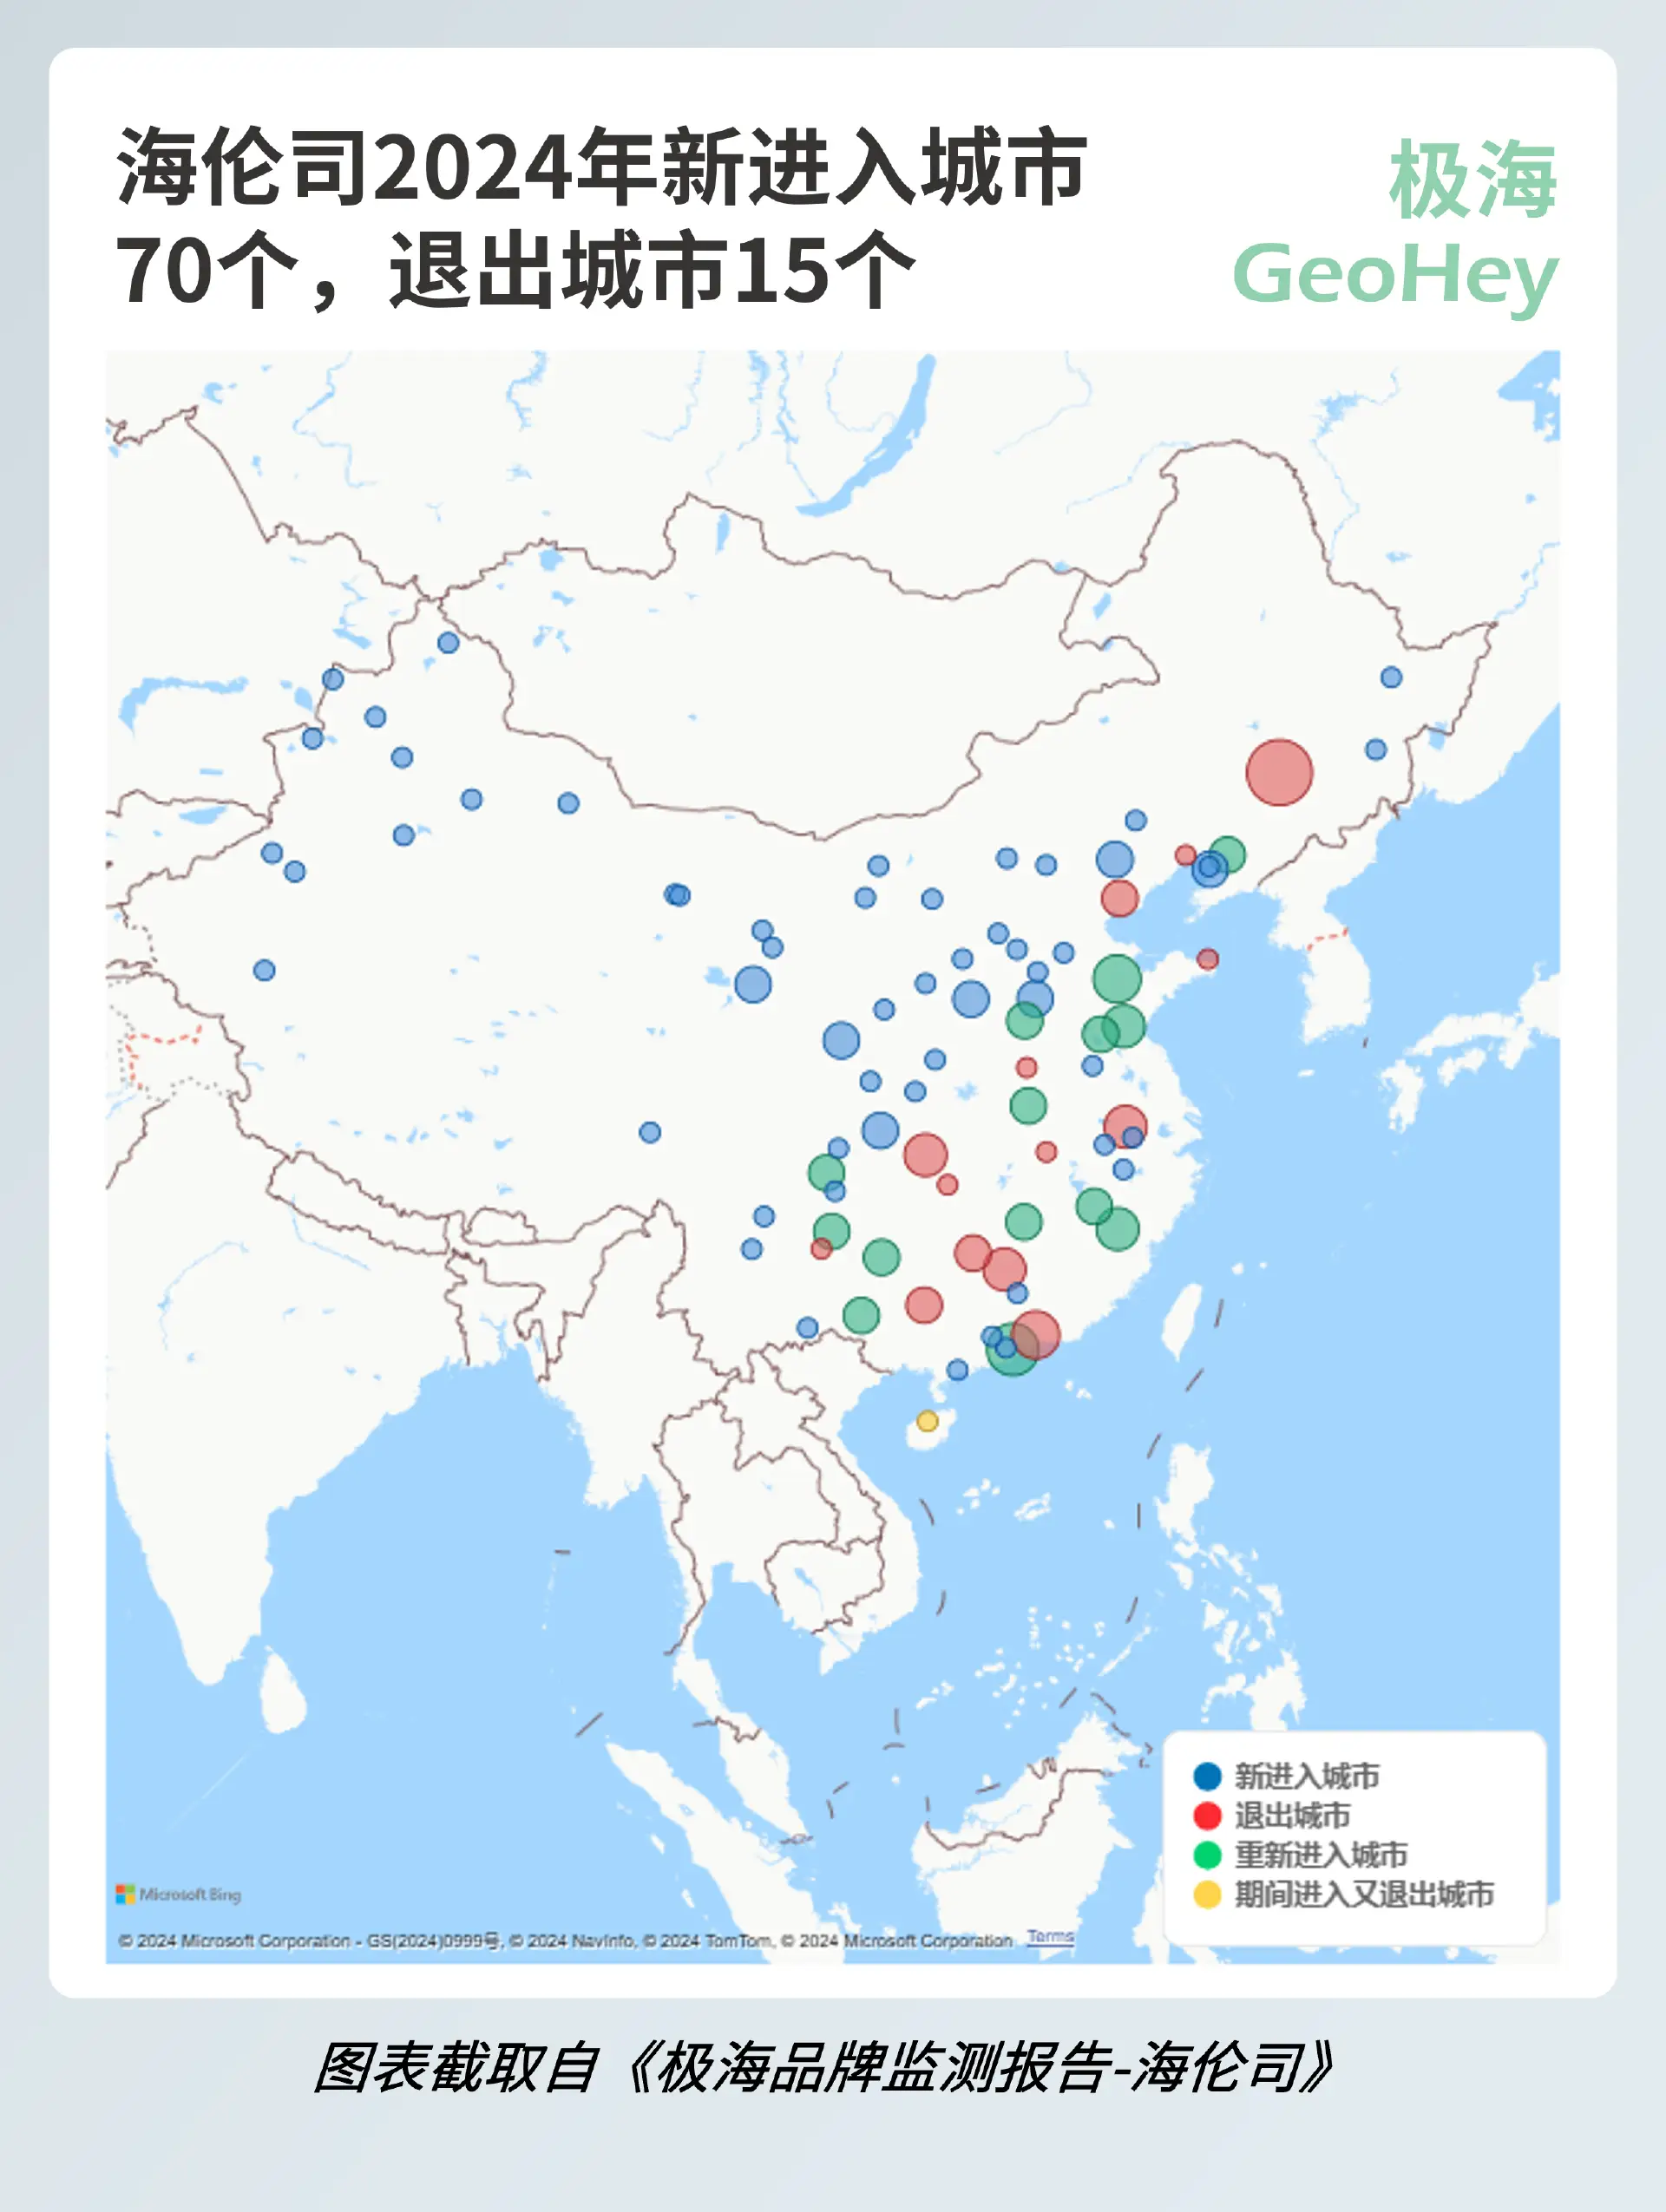 海伦司2024年新进入城市
70个，退出城市15个
极海
GeoHey
新进入城市
退出城市
重新进入城市
期间进入又退出城市
Microsoft Bing
© 2024 Microsoft Corporation - GS(2024)0999号, © 2024 NavInfo, © 2024 TomTom, © 2024 Microsoft Corporation Terms
图表截取自《极海品牌监测报告-海伦司》